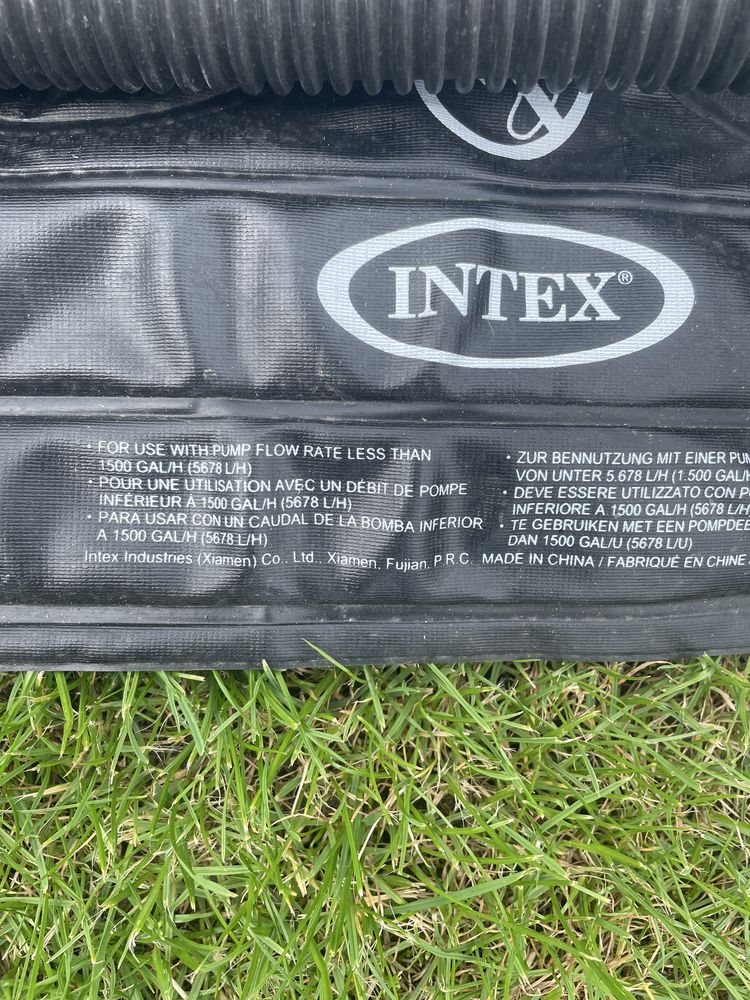 INTEX®
· FOR USE WITH PUMP FLOW RATE LESS THAN
1500 GAL/H (5678 L/H)
· POUR UNE UTILISATION AVEC UN DÉBIT DE POMPE
INFÉRIEUR À 1500 GAL/H (5678 L/H)
· PARA USAR CON UN CAUDAL DE LA BOMBA INFERIOR
A 1500 GAL/H (5678 L/H)
Intex Industries (Xiamen) Co., Ltd., Xiamen, Fujian, P.R.C. MADE IN CHINA / FABRIQUÉ EN CHINE
· ZUR BENNUTZUNG MIT EINER
VON UNTER 5.678 L/H (1.500 GAL/
· DEVE ESSERE UTILIZZATO CON
INFERIORE A 1500 GAL/H (5678 L/H
· TE GEBRUIKEN MET EEN
DAN 1500 GAL/U (5678 L/U)